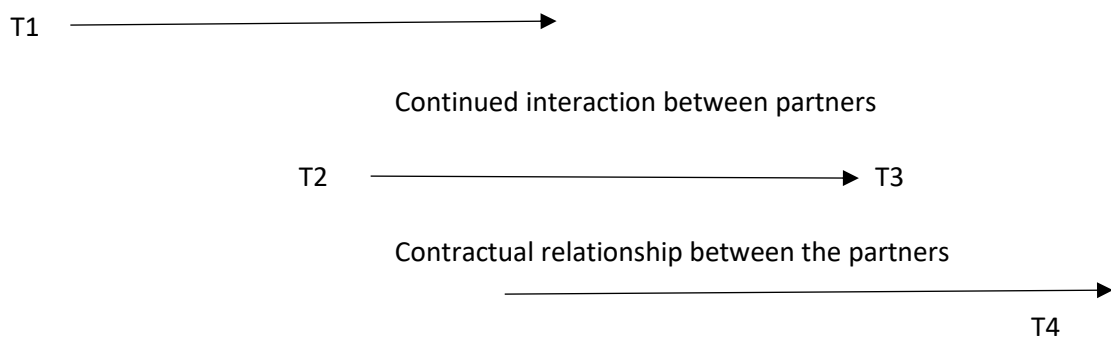 T1
Continued interaction between partners
T2 T3
Contractual relationship between the partners
T4